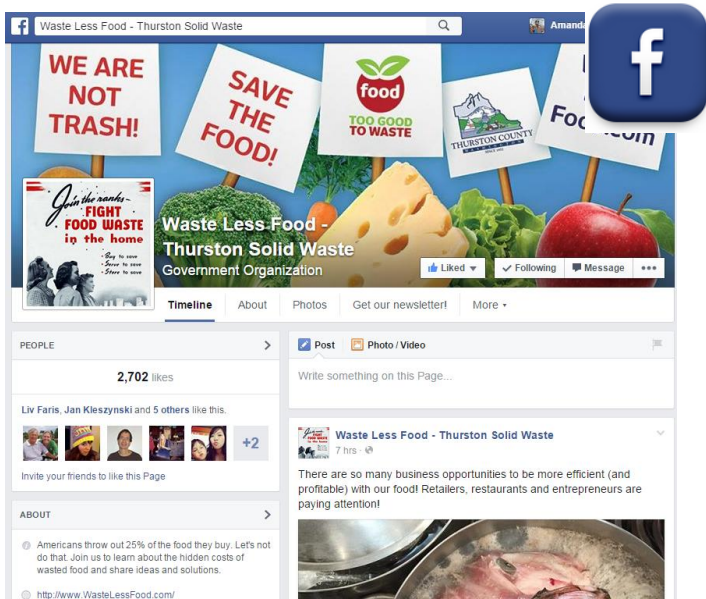 f
Waste Less Food - Thurston Solid Waste
Amanda
f
WE ARE
NOT
TRASH!
SAVE
THE
FOOD!
food
TOO GOOD
TO WASTE
THURSTON COUNTY
WASHINGTON
SINCE 1852
Join the ranks-
FIGHT
FOOD WASTE
in the home
• Buy to save
• Serve to save
• Store to save
Waste Less Food -
Thurston Solid Waste
Government Organization
Liked
Following
Message
•••
Timeline
About
Photos
Get our newsletter!
More
PEOPLE
2,702 likes
Liv Faris, Jan Kleszynski and 5 others like this.
+2
Invite your friends to like this Page
ABOUT
Americans throw out 25% of the food they buy. Let's not
do that. Join us to learn about the hidden costs of
wasted food and share ideas and solutions.
http://www.WasteLessFood.com/
Post
Photo / Video
Write something on this Page...
Waste Less Food - Thurston Solid Waste
7 hrs ·
There are so many business opportunities to be more efficient (and
profitable) with our food! Retailers, restaurants and entrepreneurs are
paying attention!